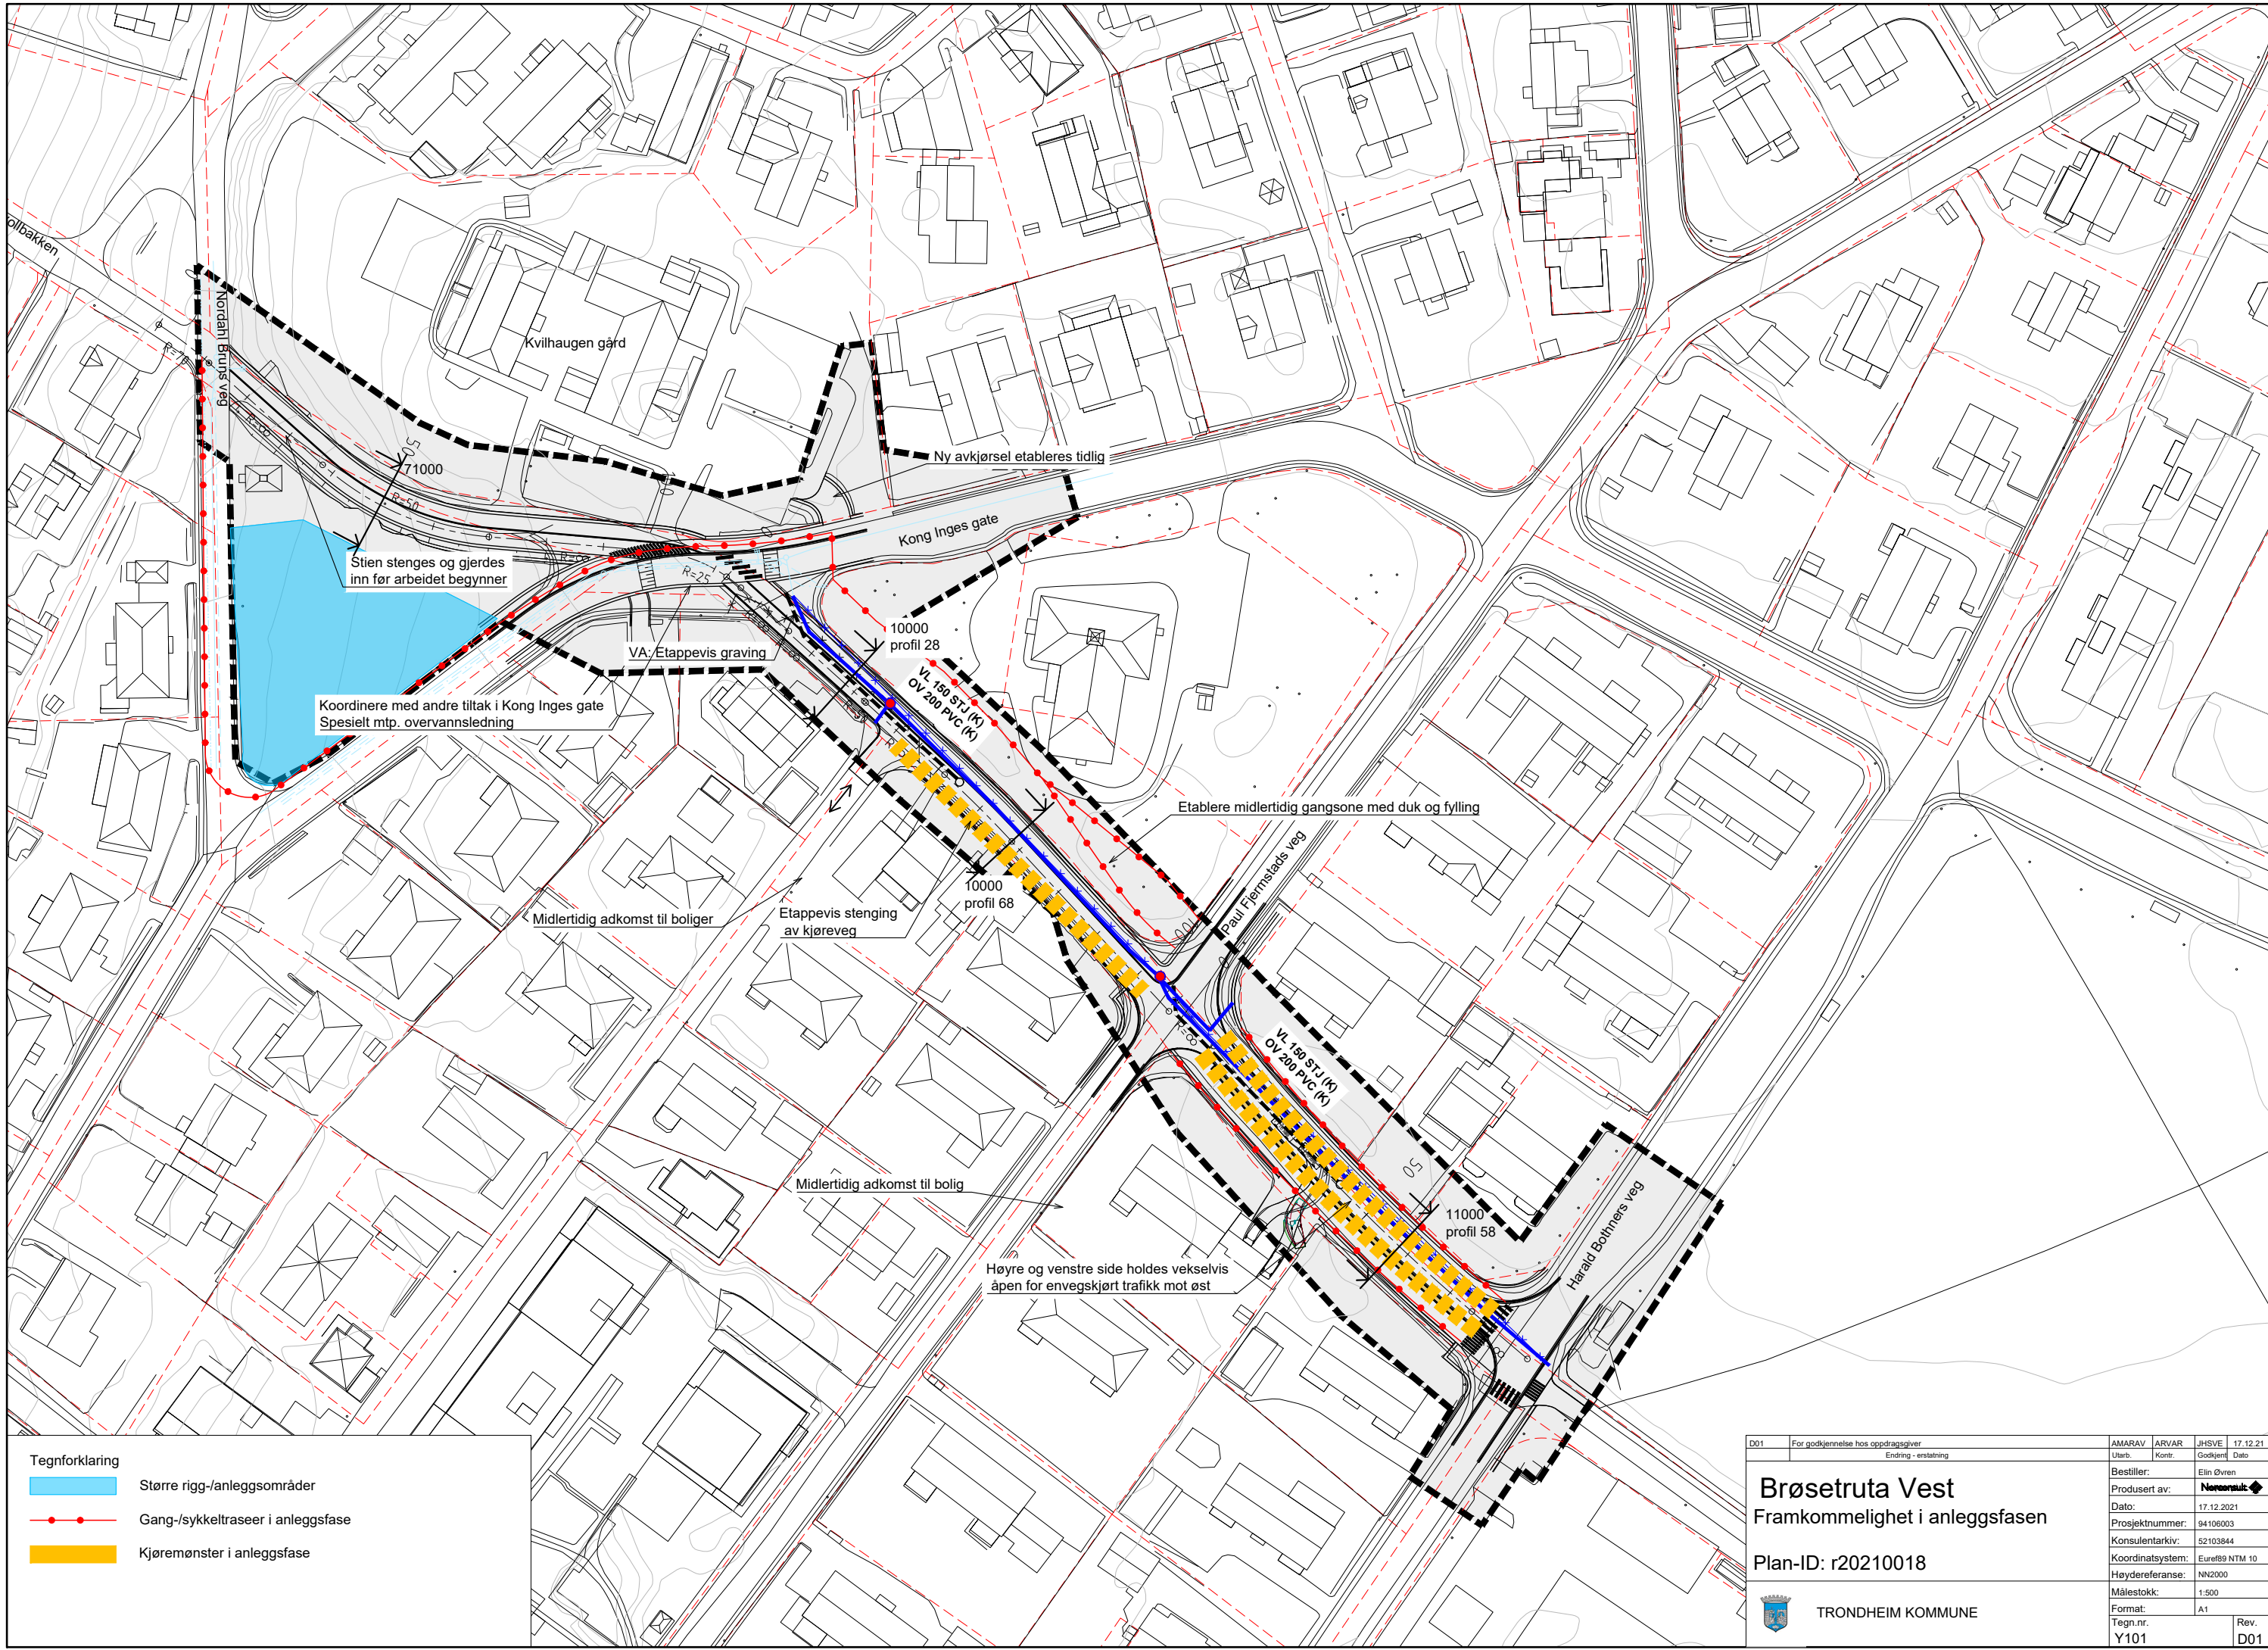 Nordahl Bruns veg
Kvilhaugen gård
R=70
R=∞
50
71000
R=50
Ny avkjørsel etableres tidlig
Kong Inges gate
Stien stenges og gjerdes
inn før arbeidet begynner
R=∞
R=25
10000
profil 28
VA: Etappevis graving
VL 150 STJ (K)
OV 200 PVC (K)
Koordinere med andre tiltak i Kong Inges gate
Spesielt mtp. overvannsledning
Etablere midlertidig gangsone med duk og fylling
Paul Fjermstads veg
10000
profil 68
Midlertidig adkomst til boliger
Etappevis stenging
av kjøreveg
100
0
R=∞
VL 150 STJ (K)
OV 200 PVC (K)
50
Midlertidig adkomst til bolig
11000
profil 58
Harald Bothners veg
Høyre og venstre side holdes vekselvis
åpen for envegskjørt trafikk mot øst
Tegnforklaring
Større rigg-/anleggsområder
Gang-/sykkeltraseer i anleggsfase
Kjøremønster i anleggsfase
D01 For godkjennelse hos oppdragsgiver AMARAV ARVAR JHSVE 17.12.21
Endring - erstatning Utarb. Kontr. Godkjent Dato
Brøsetruta Vest
Framkommelighet i anleggsfasen
Plan-ID: r20210018
TRONDHEIM KOMMUNE
Bestiller: Elin Øvren
Produsert av: Norconsult
Dato: 17.12.2021
Prosjektnummer: 94106003
Konsulentarkiv: 52103844
Koordinatsystem: Euref89 NTM 10
Høydereferanse: NN2000
Målestokk: 1:500
Format: A1
Tegn.nr. Rev.
Y101 D01